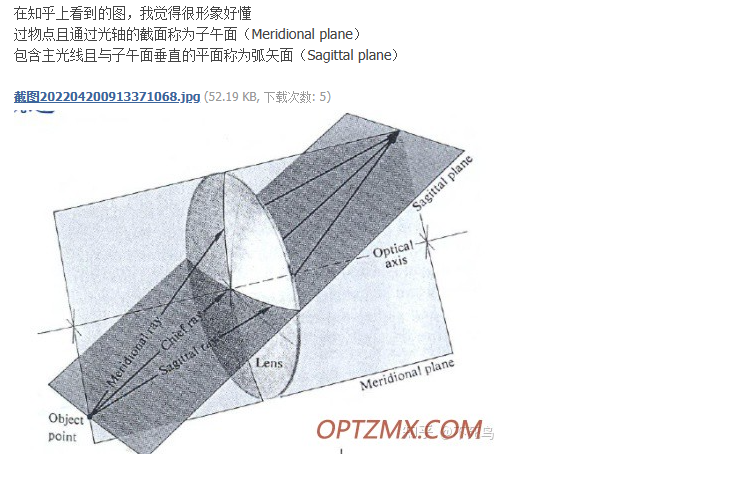 在知乎上看到的图，我觉得很形象好懂
过物点且通过光轴的截面称为子午面（Meridional plane）
包含主光线且与子午面垂直的平面称为弧矢面（Sagittal plane）
截图202204200913371068.jpg (52.19 KB, 下载次数: 5)
Sagittal plane
Optical
axis
Meridional ray
Chief ray
Sagittal ray
Lens
Meridional plane
Object
point
OPTZMX.COM